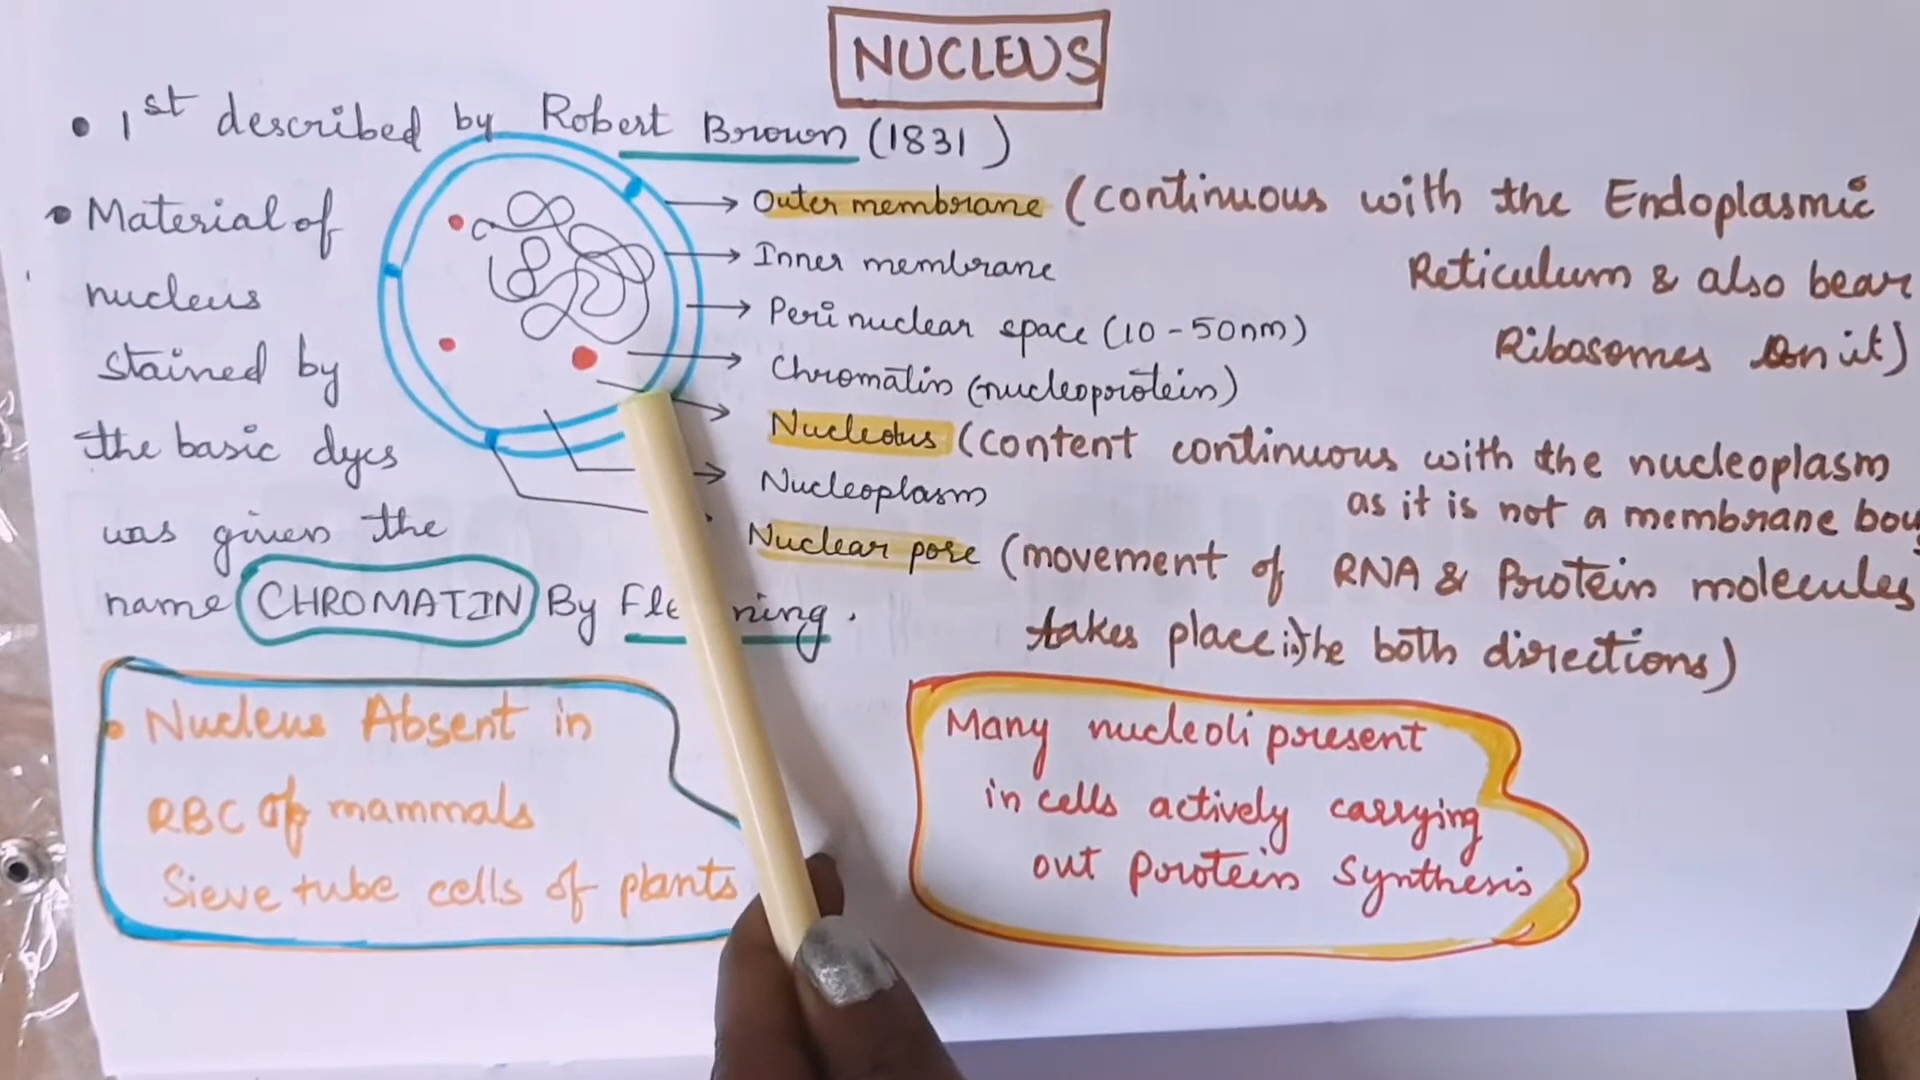 NUCLEUS
• 1st described by Robert Brown (1831)
• Material of
nucleus
stained by
the basic dyes
was given the
name CHROMATIN By Fle ning.
Outer membrane (continuous with the Endoplasmic
Reticulum & also bear
Ribosomes on it)
Inner membrane
Perinuclear space (10-50nm)
Chromatin (nucleoprotein)
Nucleolus (content continuous with the nucleoplasm
as it is not a membrane bou
Nucleoplasm
Nuclear pore (movement of RNA & Protein molecules
takes place in the both directions)
• Nucleus Absent in
RBC of mammals
Sieve tube cells of plants
Many nucleoli present
in cells actively carrying
out protein synthesis